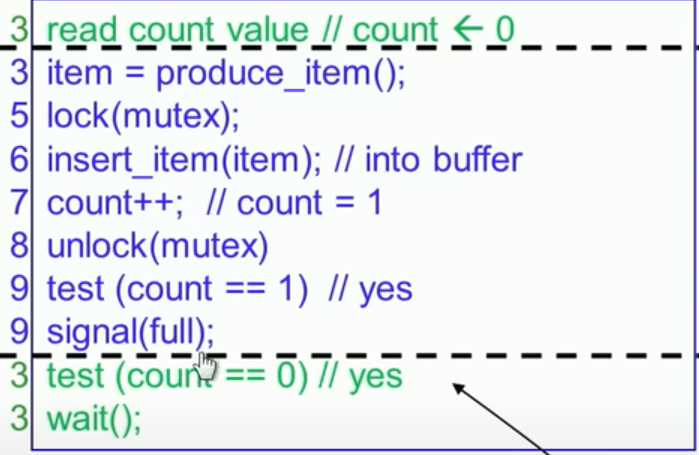 3 read count value // count ← 0
3 item = produce_item();
5 lock(mutex);
6 insert_item(item); // into buffer
7 count++; // count = 1
8 unlock(mutex)
9 test (count == 1) // yes
9 signal(full);
3 test (count == 0) // yes
3 wait();